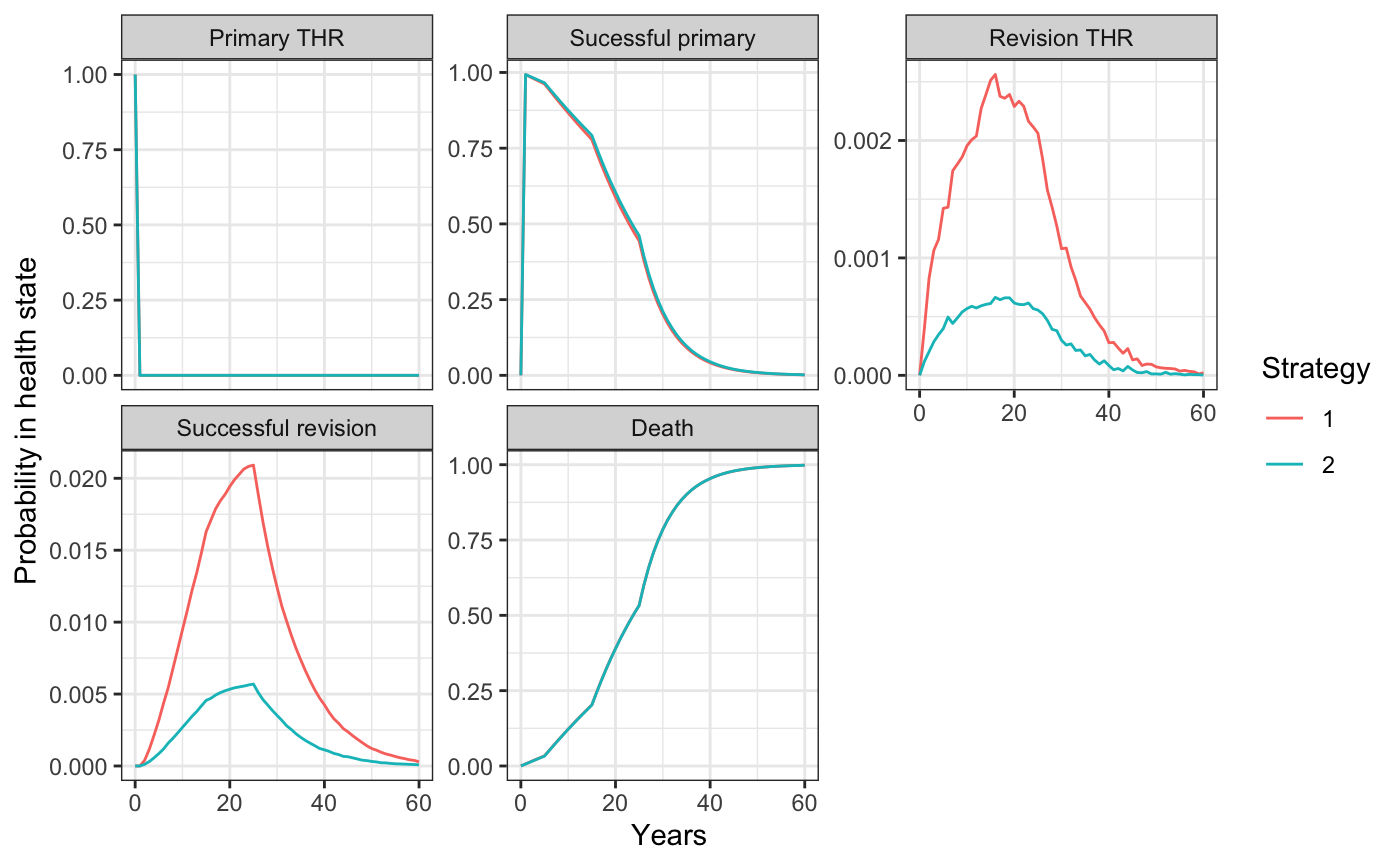 Primary THR
Sucessful primary
Revision THR
1.00
0.75
0.50
0.25
0.00
1.00
0.75
0.50
0.25
0.00
0.002
0.001
0.000
0 20 40 60
Successful revision
Death
0.020
0.015
0.010
0.005
0.000
1.00
0.75
0.50
0.25
0.00
0 20 40 60
0 20 40 60
Years
Probability in health state
Strategy
1
2